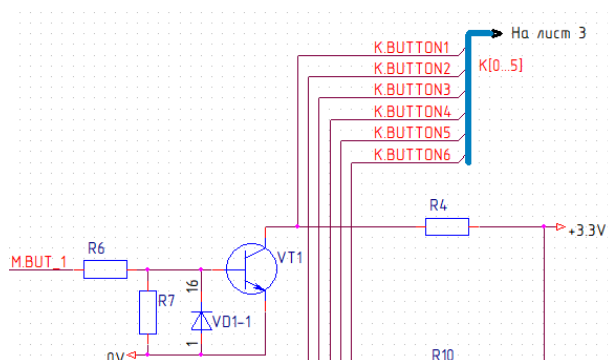 На лист 3
K.BUTTON1
K[0...5]
K.BUTTON2
K.BUTTON3
K.BUTTON4
K.BUTTON5
K.BUTTON6
R4
+3.3V
R6
VT1
M.BUT_1
R7
16
VD1-1
1
0V
R10